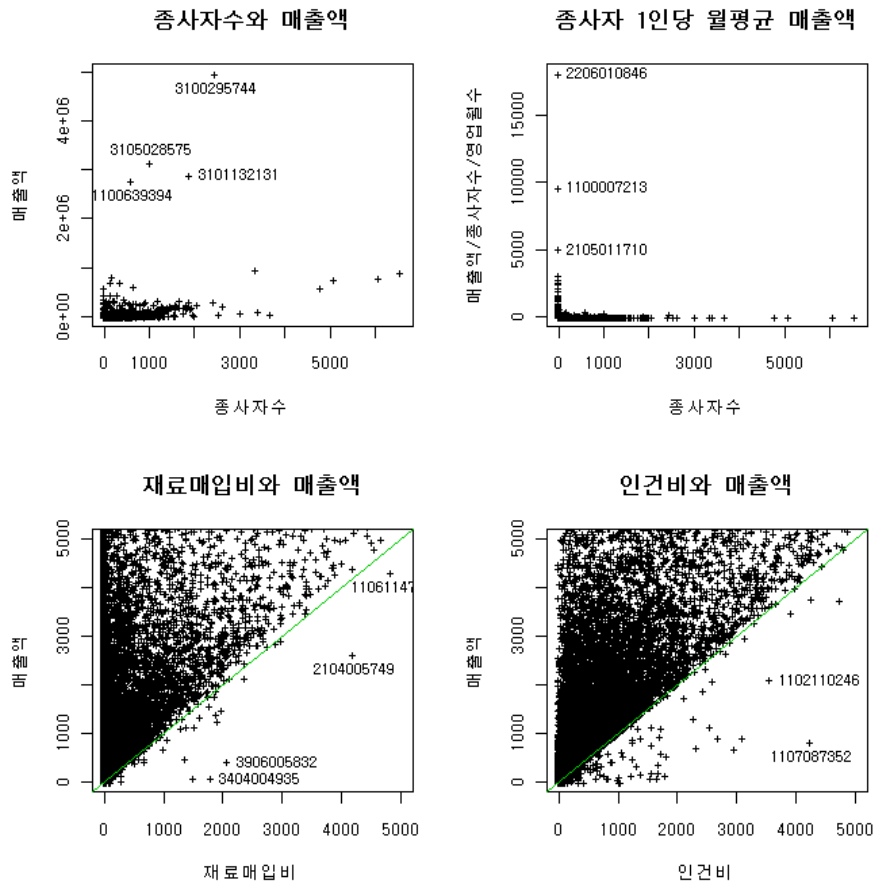 종사자수와 매출액
4e+06
2e+06
0e+00
매출액
3100295744
3105028575
3101132131
1100639394
0 1000 3000 5000
종사자수
종사자 1인당 월평균 매출액
15000
10000
5000
0
매출액/종사자수/영업월수
2206010846
1100007213
2105011710
0 1000 3000 5000
종사자수
재료매입비와 매출액
5000
3000
1000
0
매출액
11061147
2104005749
3906005832
3404004935
0 1000 2000 3000 4000 5000
재료매입비
인건비와 매출액
5000
3000
1000
0
매출액
1102110246
1107087352
0 1000 2000 3000 4000 5000
인건비